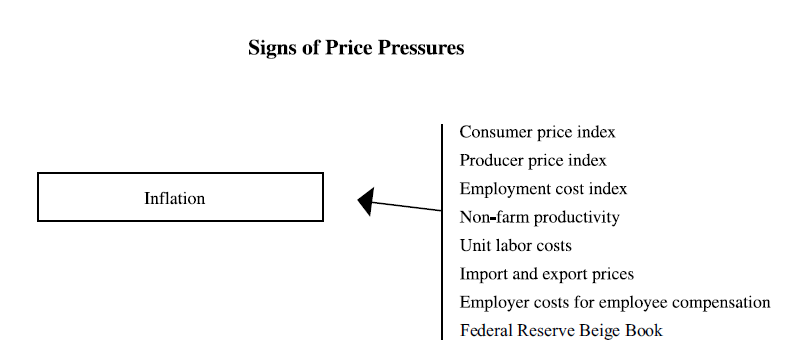 Signs of Price Pressures
Inflation
Consumer price index
Producer price index
Employment cost index
Non-farm productivity
Unit labor costs
Import and export prices
Employer costs for employee compensation
Federal Reserve Beige Book